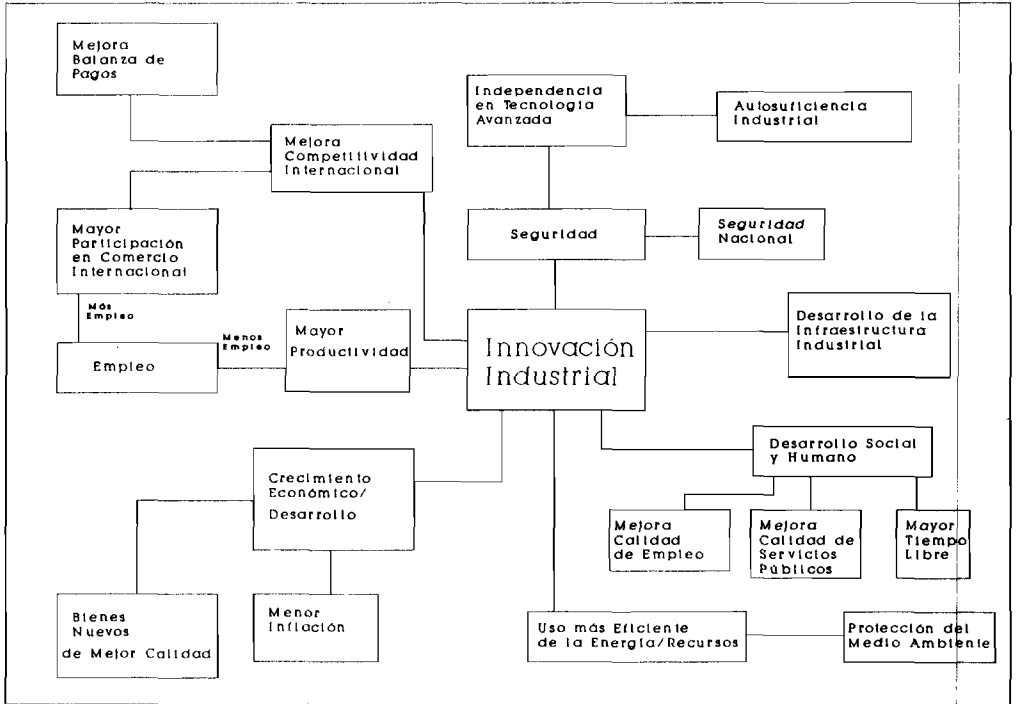 Mejora
Balanza de
Pagos
Independencia
en Tecnología
Avanzada
Autosuficiencia
Industrial
Mejora
Competitividad
Internacional
Mayor
Participación
en Comercio
Internacional
Seguridad
Seguridad
Nacional
Más
Empleo
Menos
Empleo
Empleo
Mayor
Productividad
Innovación
Industrial
Desarrollo de la
Infraestructura
Industrial
Desarrollo Social
y Humano
Crecimiento
Económico/
Desarrollo
Mejora
Calidad
de Empleo
Mejora
Calidad de
Servicios
Públicos
Mayor
Tiempo
Libre
Bienes
Nuevos
de Mejor Calidad
Menor
Inflación
Uso más Eficiente
de la Energía/Recursos
Protección del
Medio Ambiente